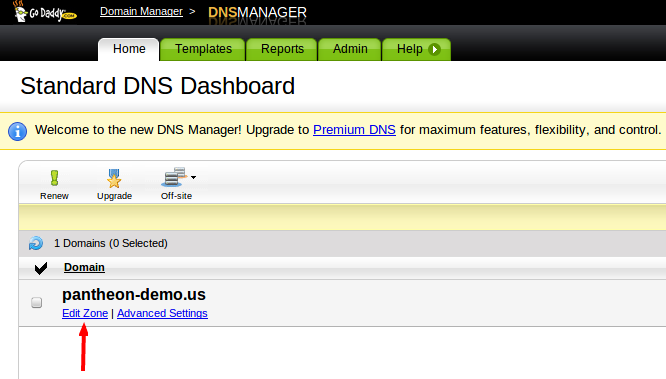 Go Daddy.COM Domain Manager > DNSMANAGER
Home Templates Reports Admin Help
Standard DNS Dashboard
Welcome to the new DNS Manager! Upgrade to Premium DNS for maximum features, flexibility, and control.
Renew Upgrade Off-site
1 Domains (0 Selected)
Domain
pantheon-demo.us
Edit Zone | Advanced Settings